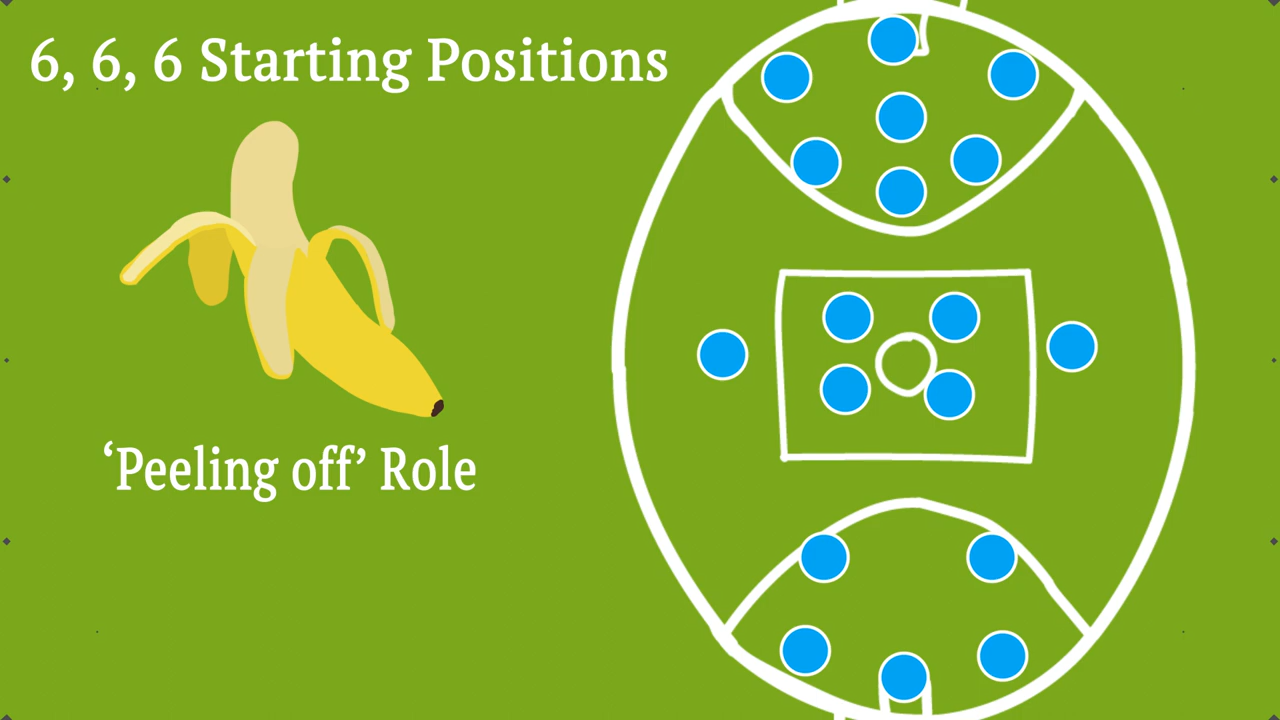 6, 6, 6 Starting Positions
‘Peeling off’ Role